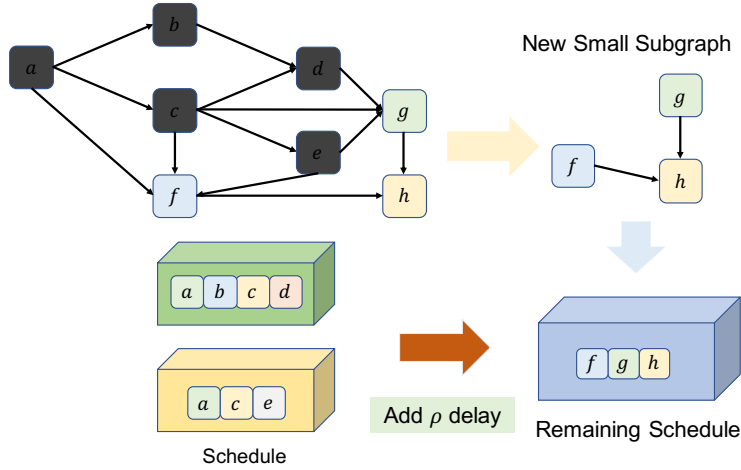 b
a
d
New Small Subgraph
c
g
g
e
f
f
h
h
a b c d
f g h
a c e
Add ρ delay
Remaining Schedule
Schedule